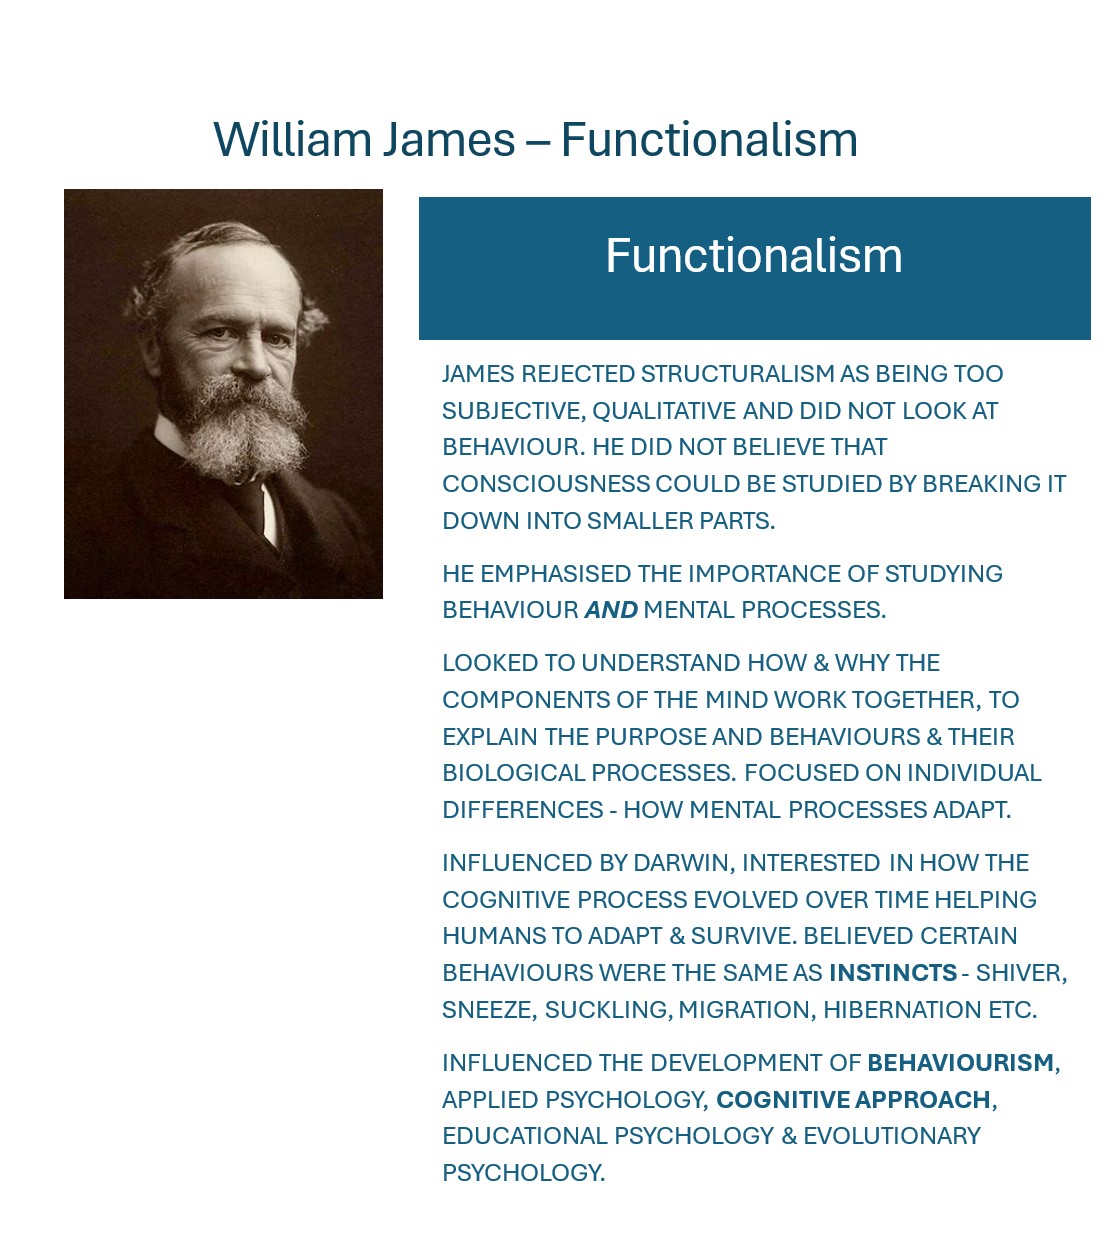 William James – Functionalism
Functionalism
JAMES REJECTED STRUCTURALISM AS BEING TOO
SUBJECTIVE, QUALITATIVE AND DID NOT LOOK AT
BEHAVIOUR. HE DID NOT BELIEVE THAT
CONSCIOUSNESS COULD BE STUDIED BY BREAKING IT
DOWN INTO SMALLER PARTS.
HE EMPHASISED THE IMPORTANCE OF STUDYING
BEHAVIOUR AND MENTAL PROCESSES.
LOOKED TO UNDERSTAND HOW & WHY THE
COMPONENTS OF THE MIND WORK TOGETHER, TO
EXPLAIN THE PURPOSE AND BEHAVIOURS & THEIR
BIOLOGICAL PROCESSES. FOCUSED ON INDIVIDUAL
DIFFERENCES - HOW MENTAL PROCESSES ADAPT.
INFLUENCED BY DARWIN, INTERESTED IN HOW THE
COGNITIVE PROCESS EVOLVED OVER TIME HELPING
HUMANS TO ADAPT & SURVIVE. BELIEVED CERTAIN
BEHAVIOURS WERE THE SAME AS INSTINCTS - SHIVER,
SNEEZE, SUCKLING, MIGRATION, HIBERNATION ETC.
INFLUENCED THE DEVELOPMENT OF BEHAVIOURISM,
APPLIED PSYCHOLOGY, COGNITIVE APPROACH,
EDUCATIONAL PSYCHOLOGY & EVOLUTIONARY
PSYCHOLOGY.